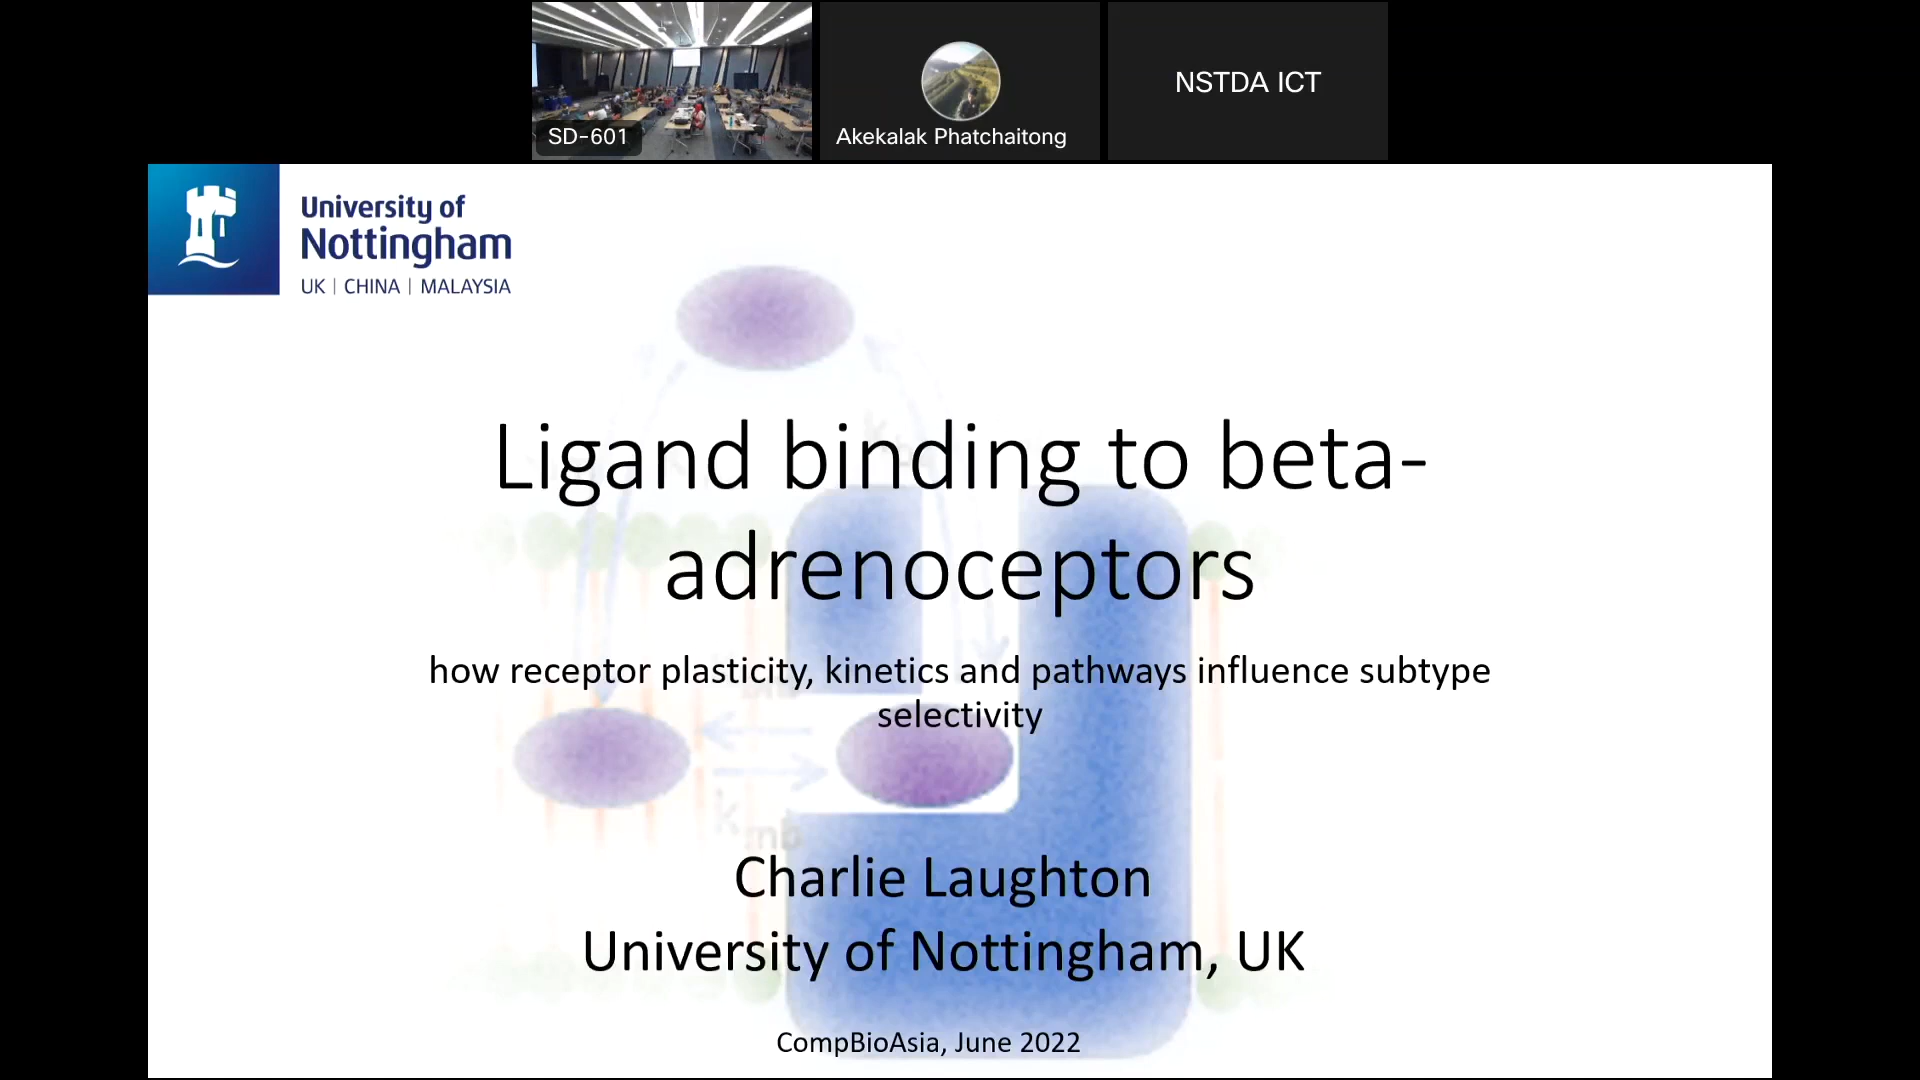 SD-601
Akekalak Phatchaitong
NSTDA ICT
University of
Nottingham
UK | CHINA | MALAYSIA
Ligand binding to beta-
adrenoceptors
how receptor plasticity, kinetics and pathways influence subtype
selectivity
Charlie Laughton
University of Nottingham, UK
CompBioAsia, June 2022